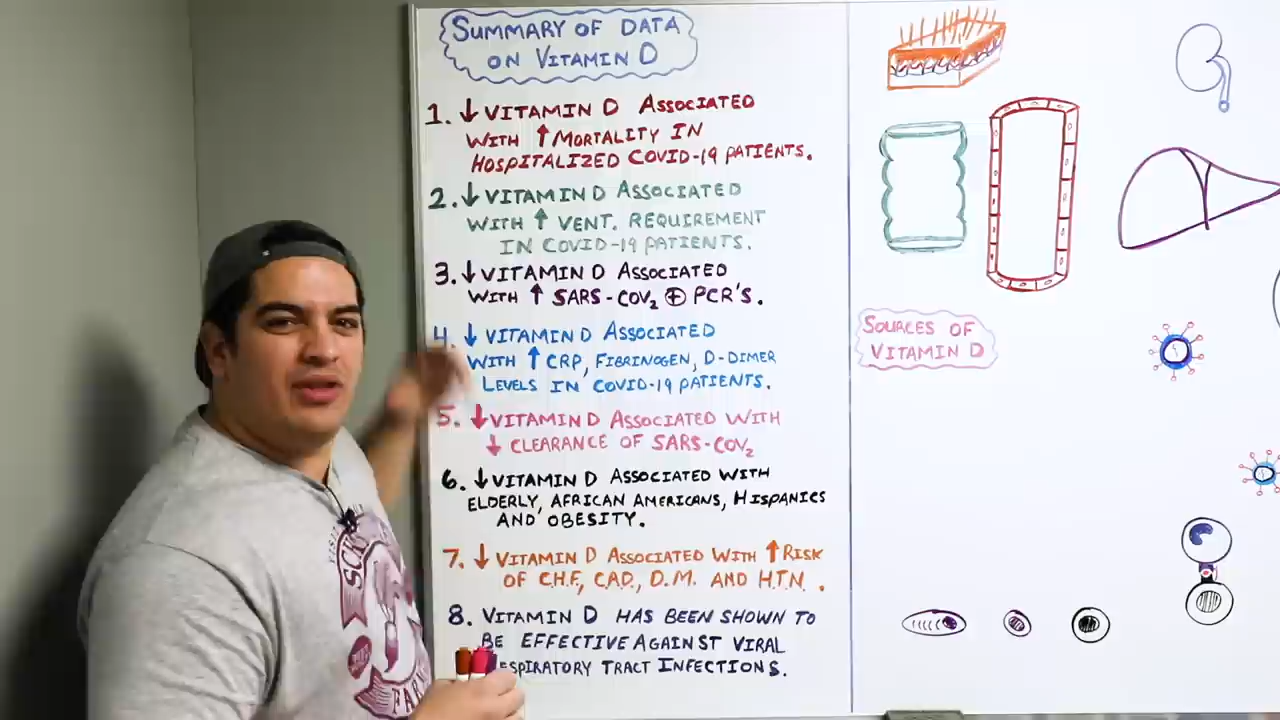 SUMMARY OF DATA
ON VITAMIN D
1. ↓ VITAMIN D ASSOCIATED
WITH ↑ MORTALITY IN
HOSPITALIZED COVID-19 PATIENTS.
2. ↓ VITAMIN D ASSOCIATED
WITH ↑ VENT. REQUIREMENT
IN COVID-19 PATIENTS.
3. ↓ VITAMIN D ASSOCIATED
WITH ↑ SARS-COV₂ ⊕ PCR'S.
4. ↓ VITAMIN D ASSOCIATED
WITH ↑ CRP, FIBRINOGEN, D-DIMER
LEVELS IN COVID-19 PATIENTS.
5. ↓ VITAMIN D ASSOCIATED WITH
↓ CLEARANCE OF SARS-COV₂
6. ↓ VITAMIN D ASSOCIATED WITH
ELDERLY, AFRICAN AMERICANS, HISPANICS
AND OBESITY.
7. ↓ VITAMIN D ASSOCIATED WITH ↑ RISK
OF C.H.F., CAD., D.M. AND H.T.N.
8. VITAMIN D HAS BEEN SHOWN TO
BE EFFECTIVE AGAINST VIRAL
ESPIRATORY TRACT INFECTIONS.
SOURCES OF
VITAMIN D